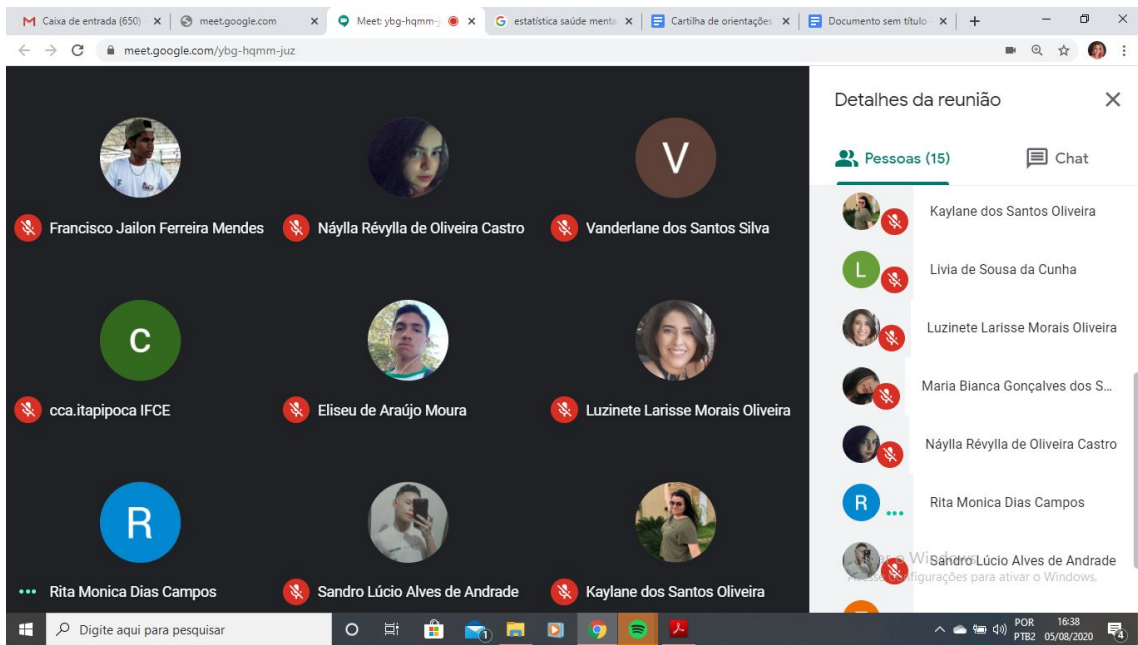 Caixa de entrada (650)
meet.google.com
Meet: ybg-hqmm-j
estatística saúde menta
Cartilha de orientações
Documento sem título
meet.google.com/ybg-hqmm-juz
Detalhes da reunião
Pessoas (15)
Chat
Francisco Jailon Ferreira Mendes
Náylla Révylla de Oliveira Castro
V
Vanderlane dos Santos Silva
C
cca.itapipoca IFCE
Eliseu de Araújo Moura
Luzinete Larisse Morais Oliveira
R
Rita Monica Dias Campos
Sandro Lúcio Alves de Andrade
Kaylane dos Santos Oliveira
Kaylane dos Santos Oliveira
L
Livia de Sousa da Cunha
Luzinete Larisse Morais Oliveira
Maria Bianca Gonçalves dos S...
Náylla Révylla de Oliveira Castro
R
Rita Monica Dias Campos
Sandro Lúcio Alves de Andrade
configurações para ativar o Windows.
Digite aqui para pesquisar
1
POR
PTB2
16:38
05/08/2020
4